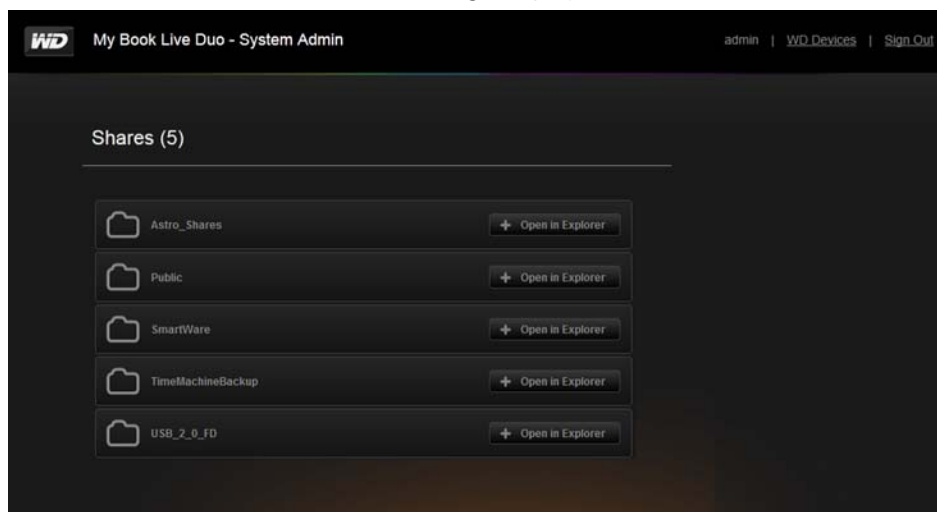 WD My Book Live Duo - System Admin admin | WD Devices | Sign Out
Shares (5)
Astro_Shares + Open in Explorer
Public + Open in Explorer
SmartWare + Open in Explorer
TimeMachineBackup + Open in Explorer
USB_2_0_FD + Open in Explorer